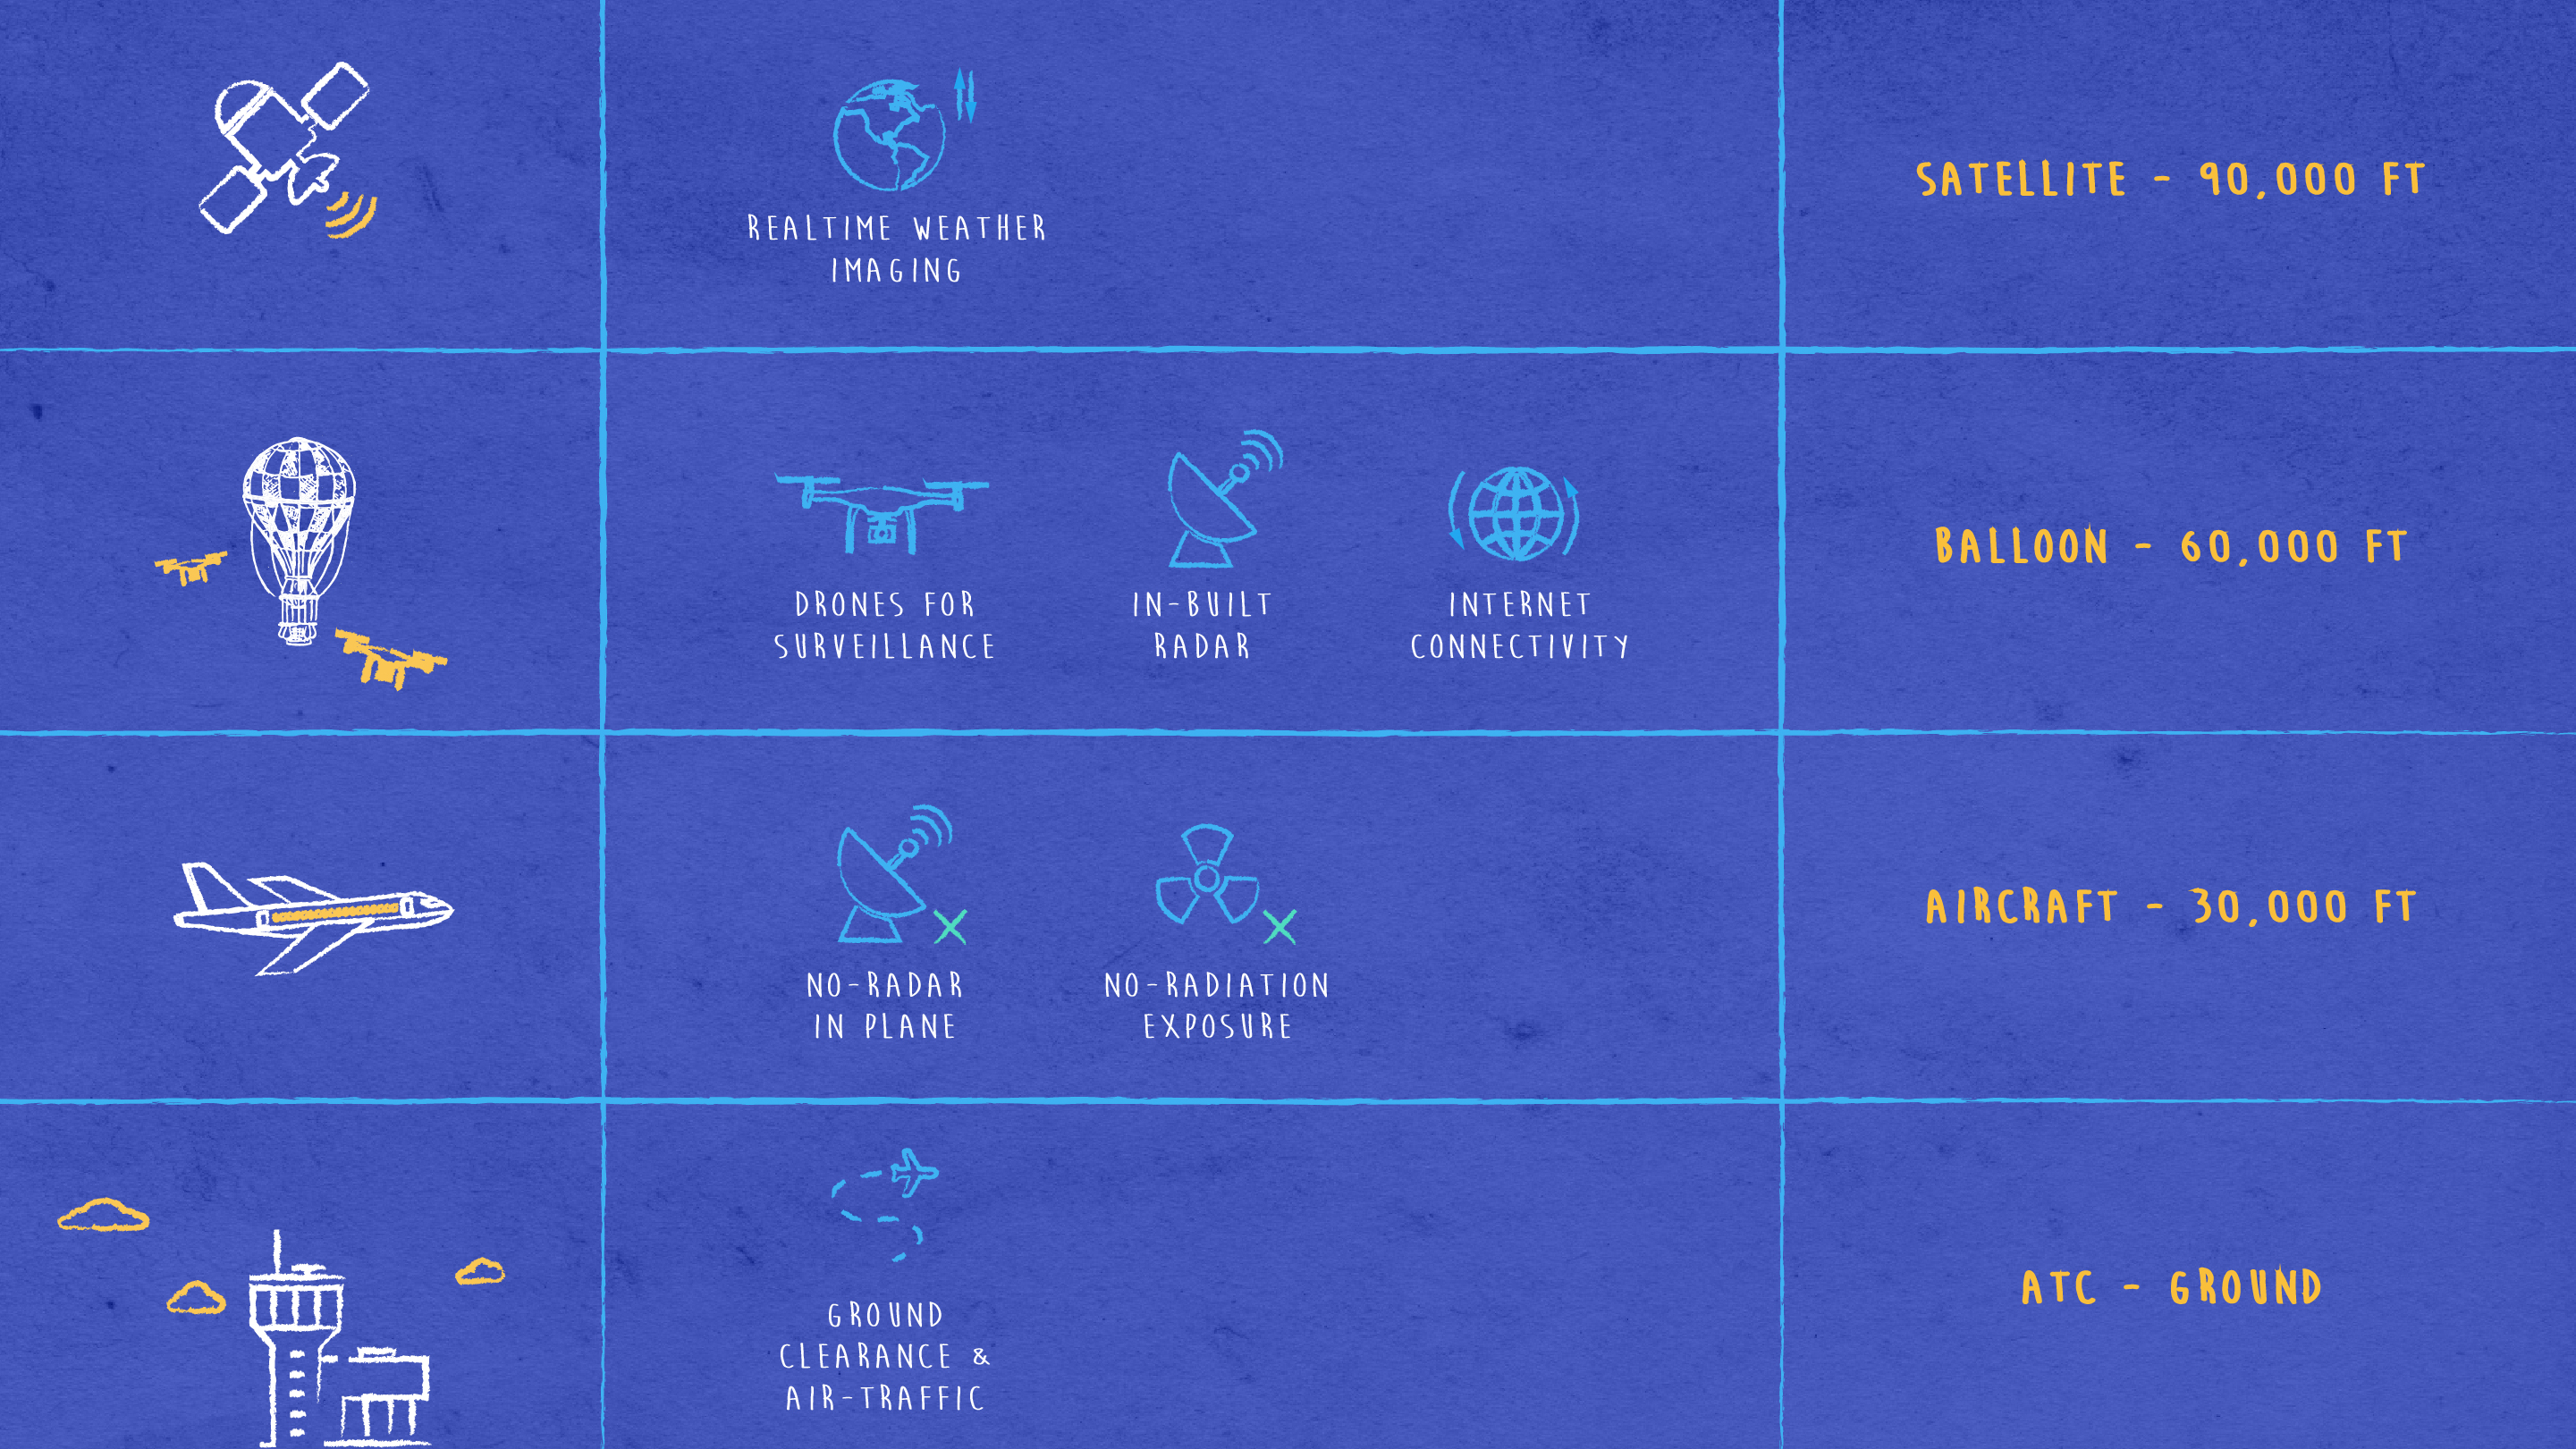 REALTIME WEATHER
IMAGING
SATELLITE - 90,000 FT
DRONES FOR
SURVEILLANCE
IN-BUILT
RADAR
INTERNET
CONNECTIVITY
BALLOON - 60,000 FT
NO-RADAR
IN PLANE
NO-RADIATION
EXPOSURE
AIRCRAFT - 30,000 FT
GROUND
CLEARANCE &
AIR-TRAFFIC
ATC - GROUND